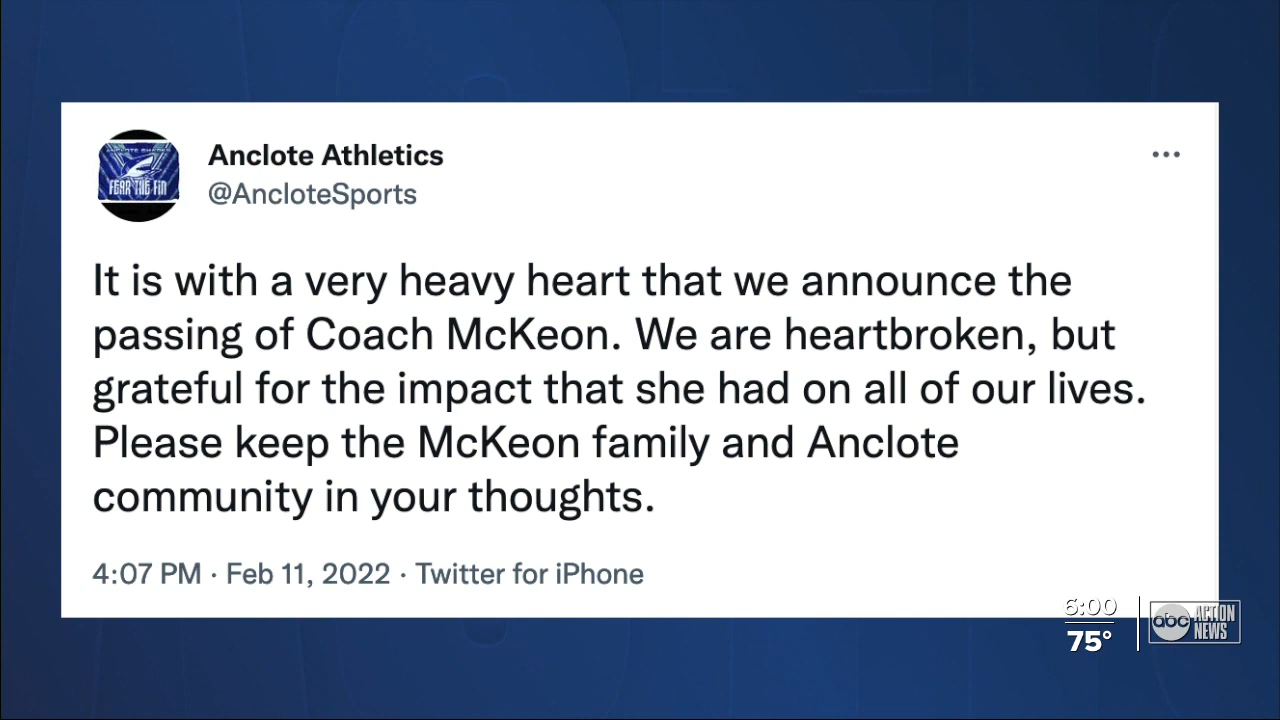 Anclote Athletics
@AncloteSports
FEAR THE FIN
It is with a very heavy heart that we announce the
passing of Coach McKeon. We are heartbroken, but
grateful for the impact that she had on all of our lives.
Please keep the McKeon family and Anclote
community in your thoughts.
4:07 PM · Feb 11, 2022 · Twitter for iPhone
6:00
75°
abc ACTION
NEWS